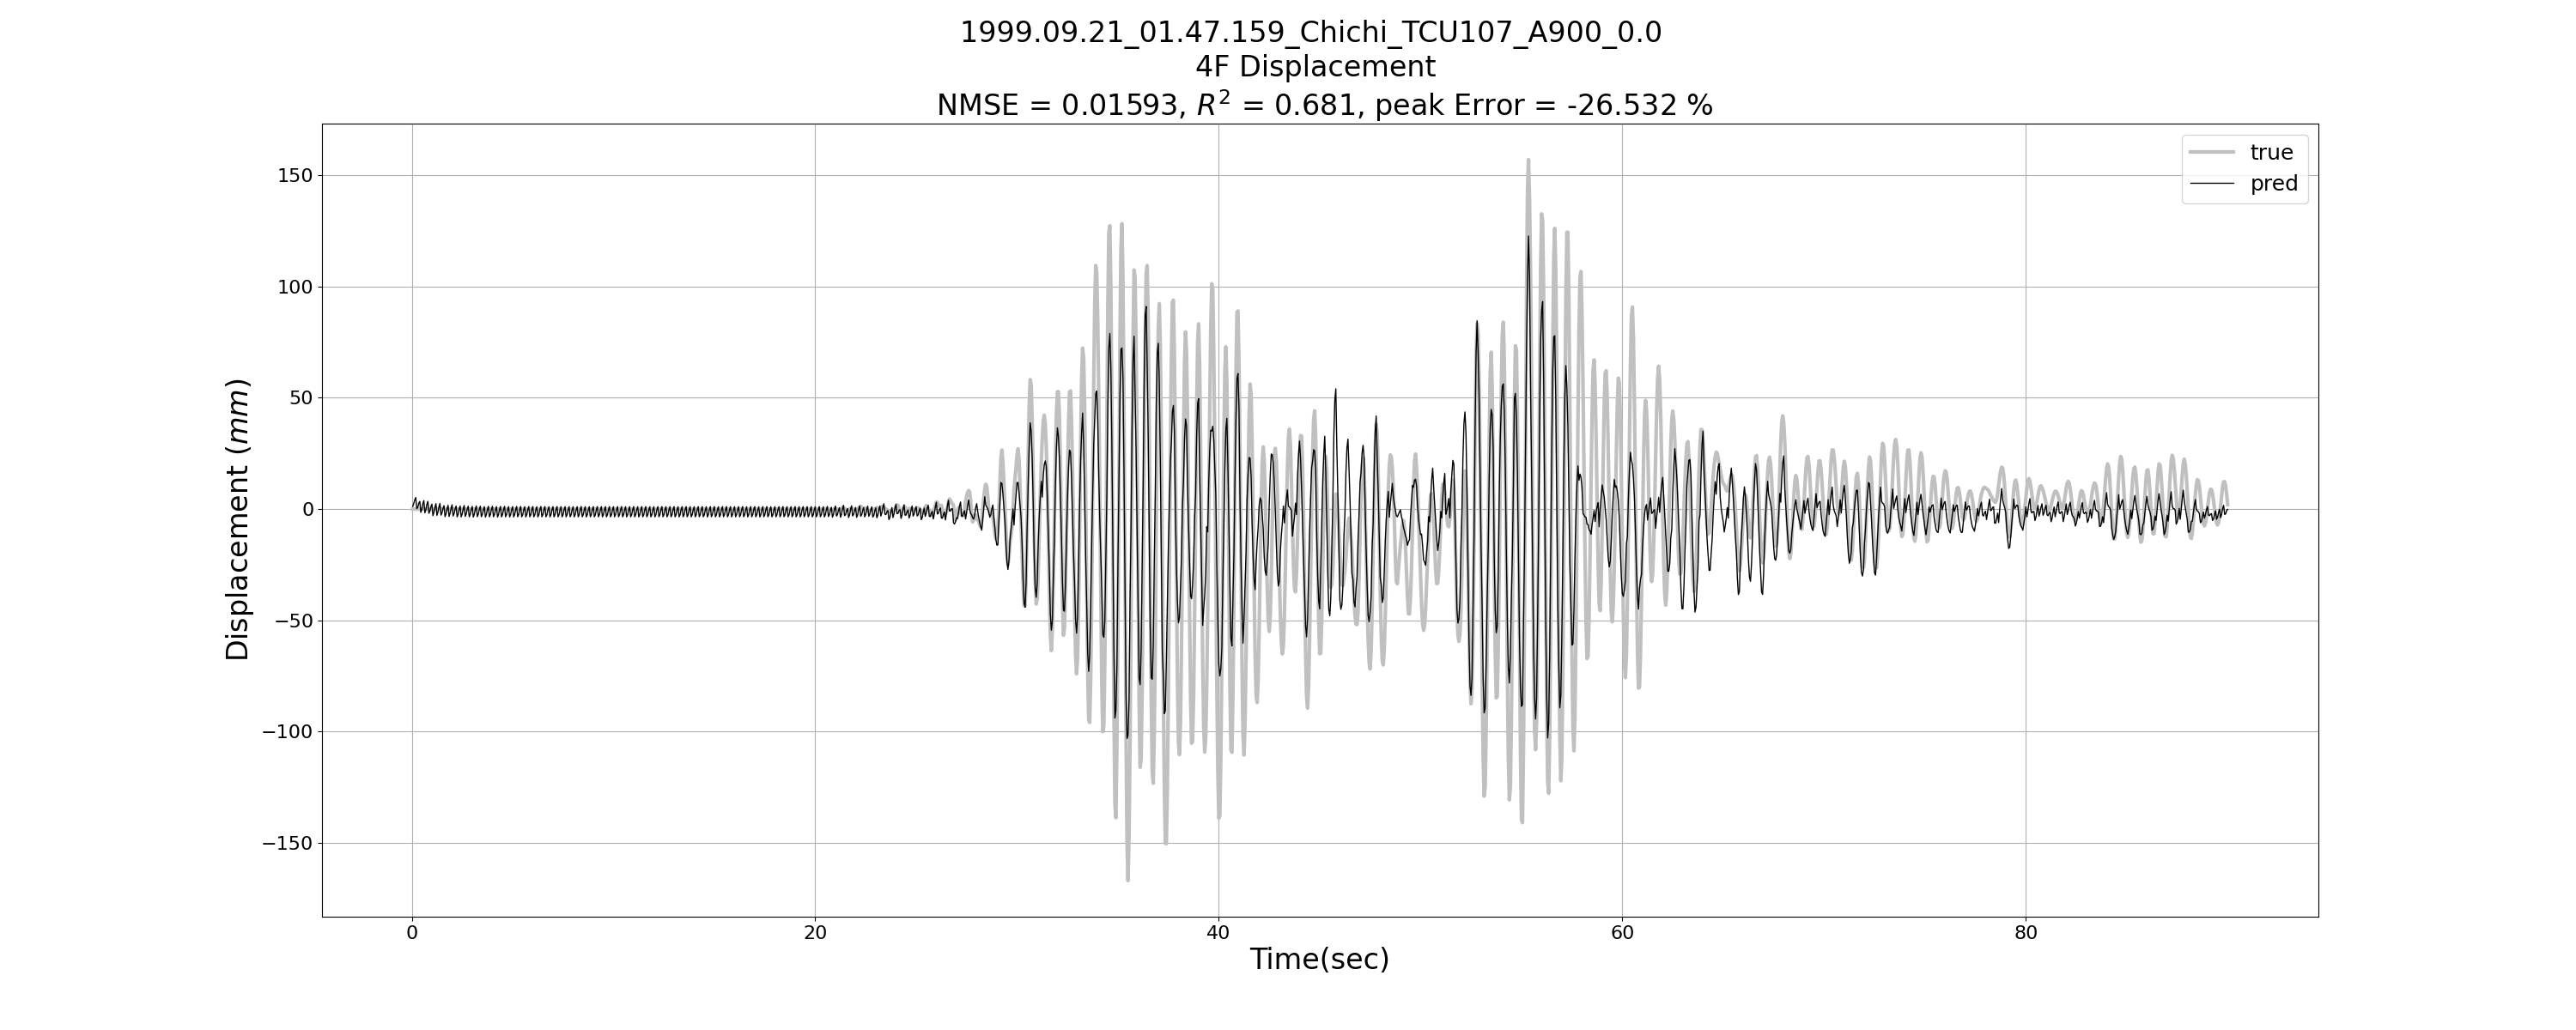 1999.09.21_01.47.159_Chichi_TCU107_A900_0.0
4F Displacement
NMSE = 0.01593, R² = 0.681, peak Error = -26.532 %
true
pred
150
100
50
0
−50
−100
−150
Displacement (mm)
0 20 40 60 80
Time(sec)